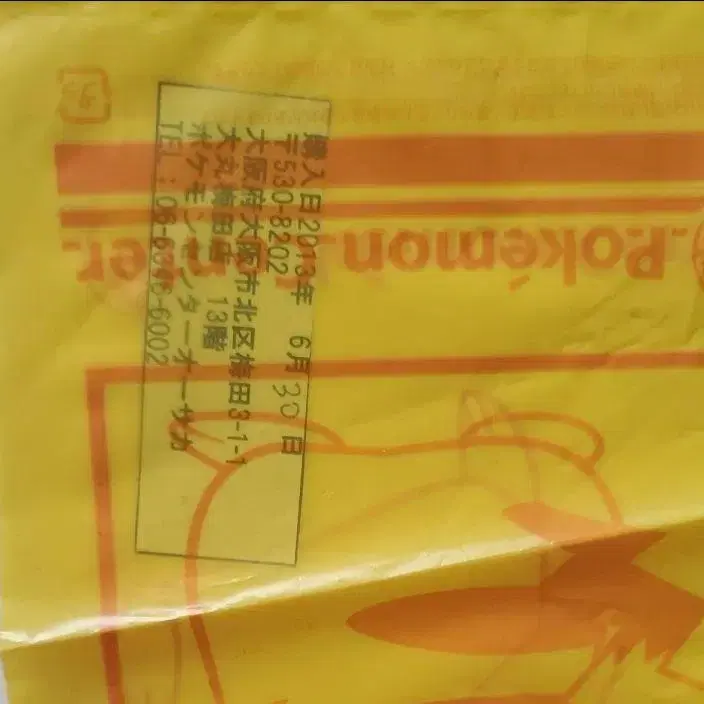 購入日2013年 6月30日
〒530-8202
大阪府大阪市北区梅田3-1-1
大丸梅田店 13階
ポケモンセンターオーサカ
TEL：06-6346-6002
Pokémon Center